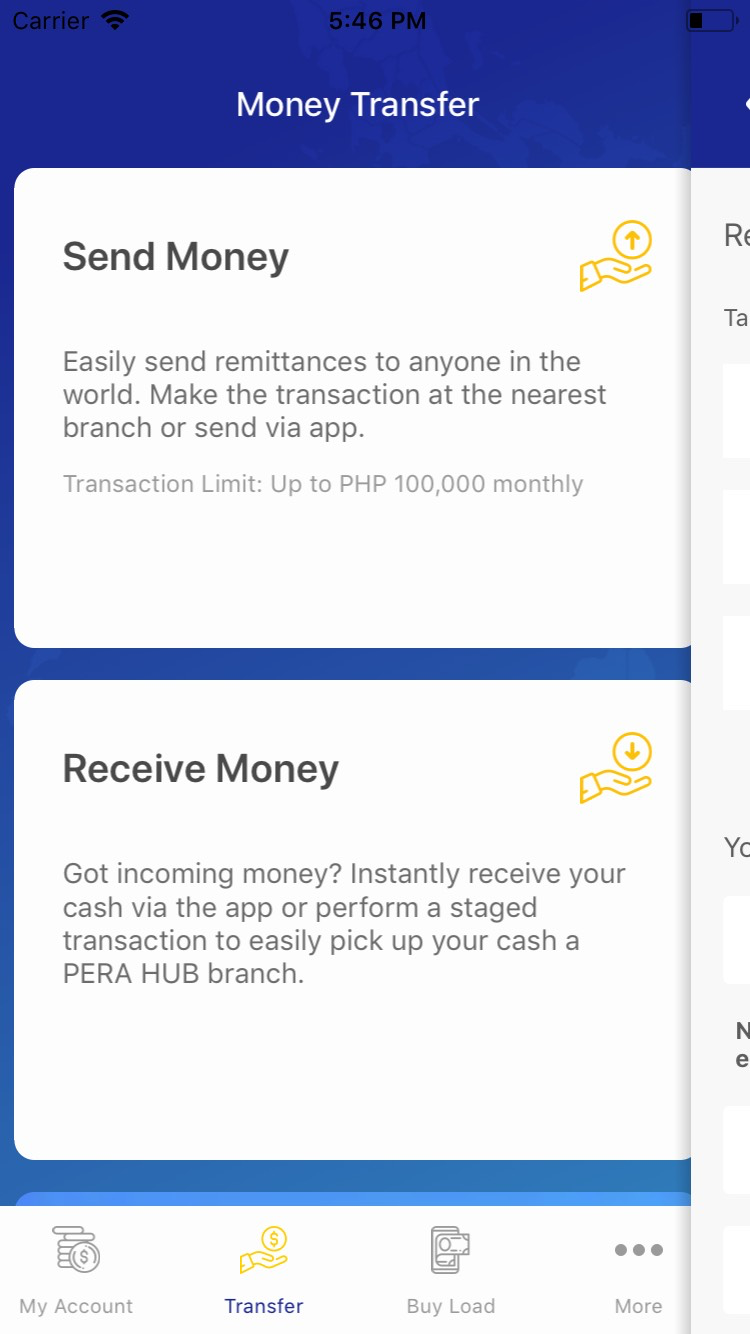 Carrier 5:46 PM
Money Transfer
Send Money
Easily send remittances to anyone in the
world. Make the transaction at the nearest
branch or send via app.
Transaction Limit: Up to PHP 100,000 monthly
Receive Money
Got incoming money? Instantly receive your
cash via the app or perform a staged
transaction to easily pick up your cash a
PERA HUB branch.
My Account Transfer Buy Load More